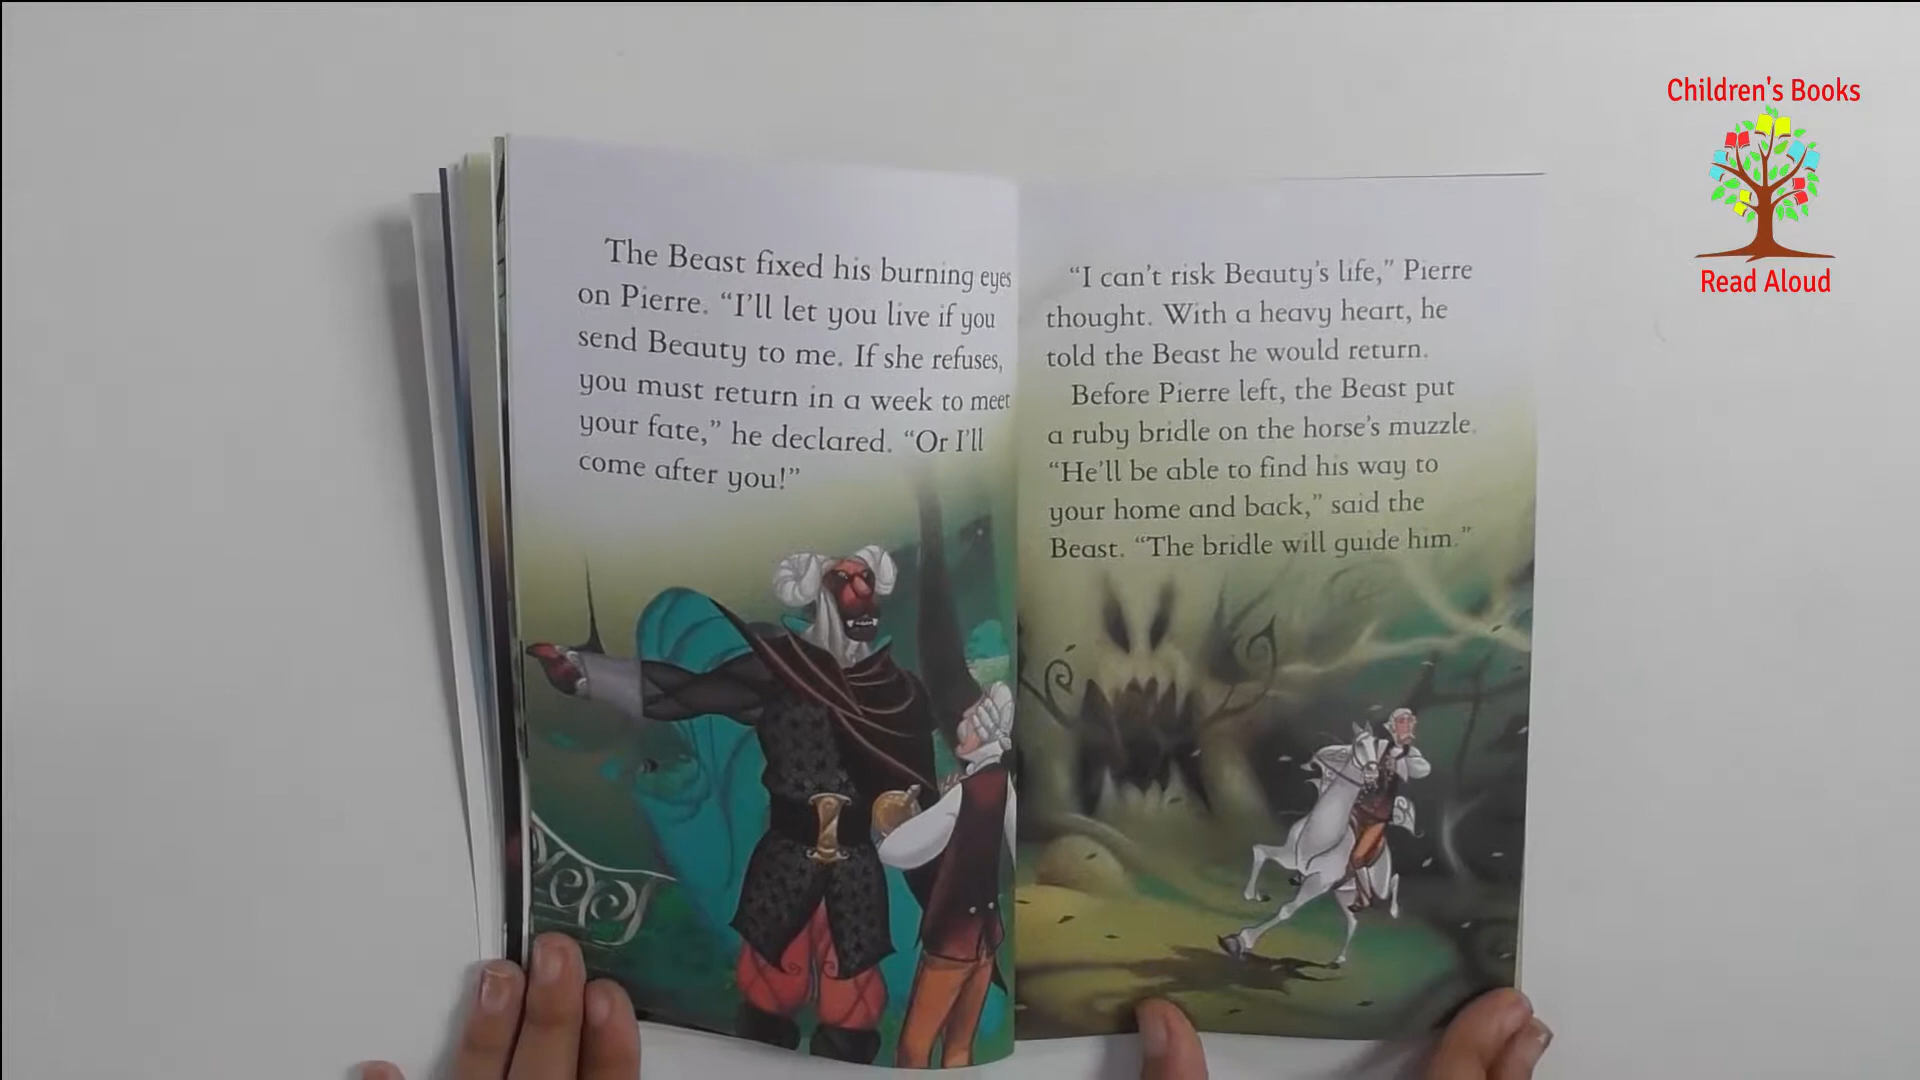 The Beast fixed his burning eyes
on Pierre. “I’ll let you live if you
send Beauty to me. If she refuses,
you must return in a week to meet
your fate,” he declared. “Or I’ll
come after you!”
“I can’t risk Beauty’s life,” Pierre
thought. With a heavy heart, he
told the Beast he would return.
Before Pierre left, the Beast put
a ruby bridle on the horse’s muzzle.
“He’ll be able to find his way to
your home and back,” said the
Beast. “The bridle will guide him.”
Children's Books
Read Aloud